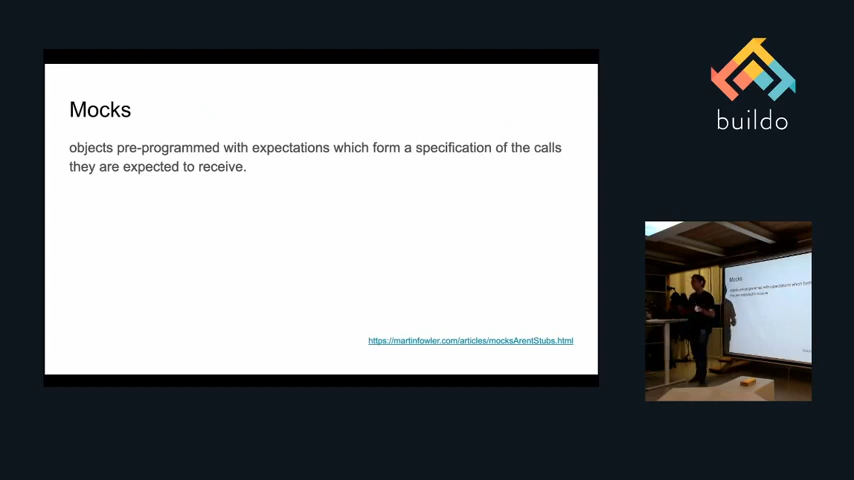 Mocks
objects pre-programmed with expectations which form a specification of the calls
they are expected to receive.
https://martinfowler.com/articles/mocksArentStubs.html
buildo
Mocks